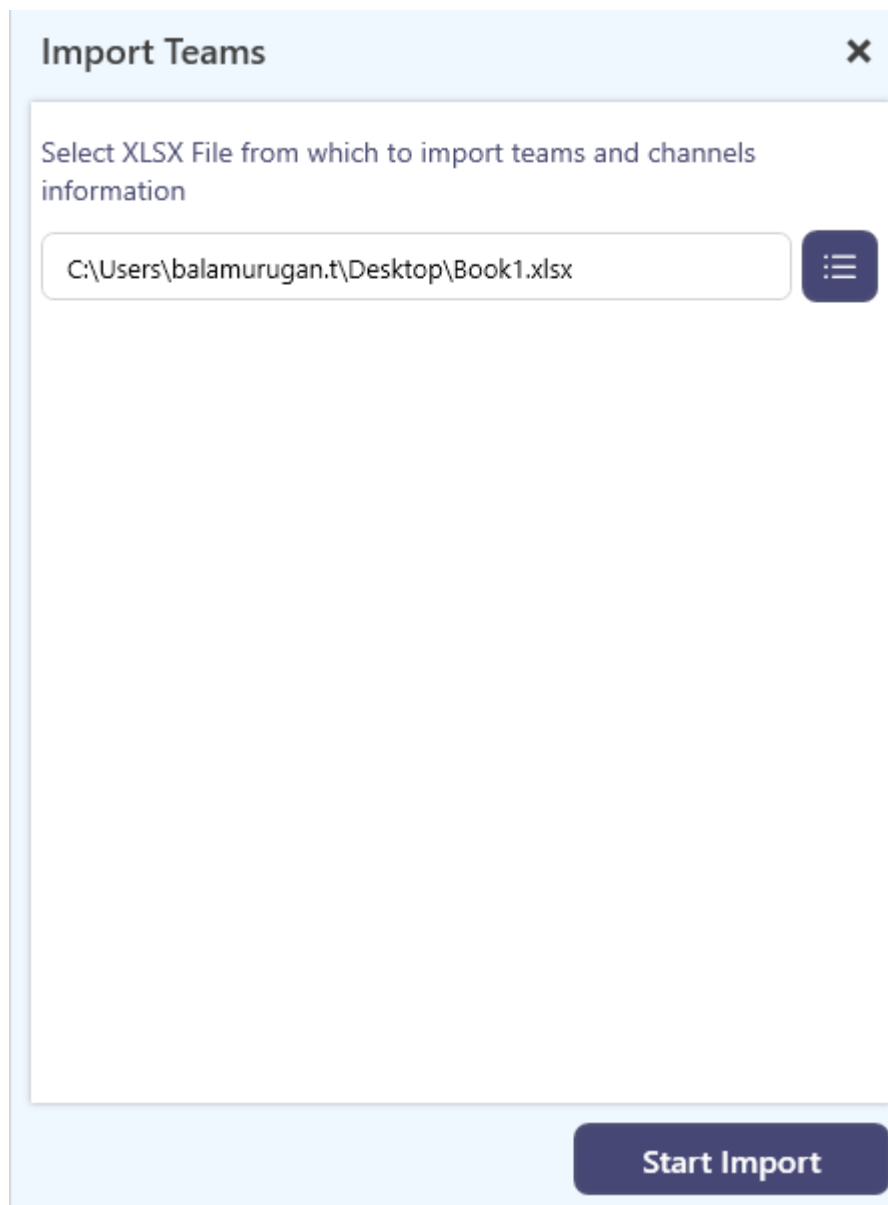 Import Teams
Select XLSX File from which to import teams and channels
information
C:\Users\balamurugan.t\Desktop\Book1.xlsx
Start Import